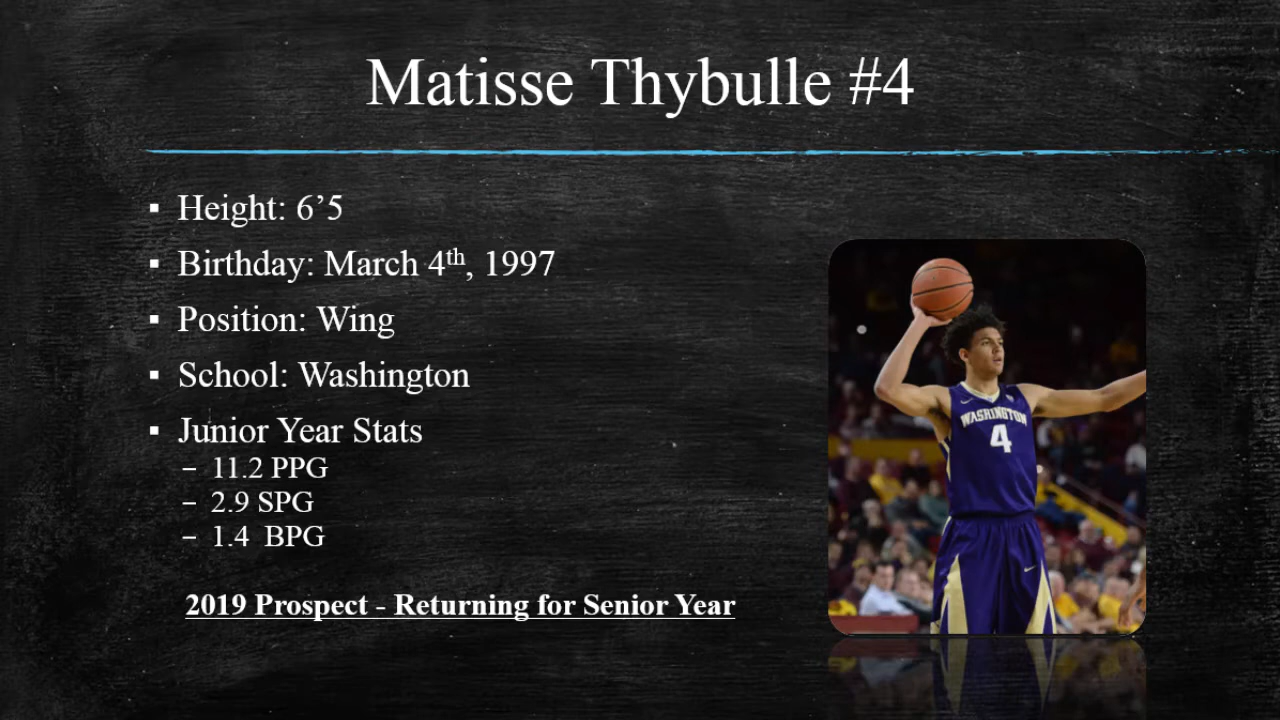 Matisse Thybulle #4
▪ Height: 6’5
▪ Birthday: March 4th, 1997
▪ Position: Wing
▪ School: Washington
▪ Junior Year Stats
– 11.2 PPG
– 2.9 SPG
– 1.4  BPG
2019 Prospect - Returning for Senior Year
WASHINGTON
4